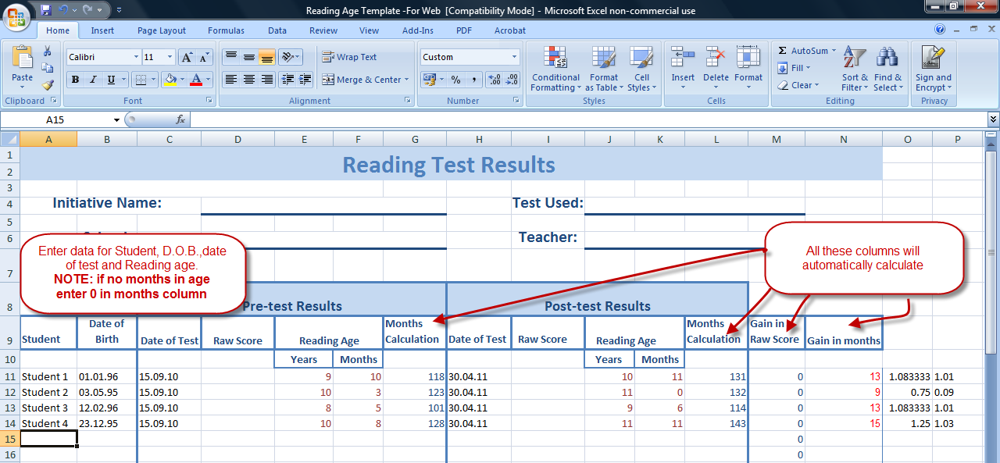 Reading Age Template -For Web [Compatibility Mode] - Microsoft Excel non-commercial use
Home Insert Page Layout Formulas Data Review View Add-Ins PDF Acrobat
Calibri 11 Wrap Text Custom AutoSum
Paste Conditional Formatting Format as Table Cell Styles Insert Delete Format Fill Sort & Filter Find & Select Sign and Encrypt
B I U A Merge & Center % , Clear
Clipboard Font Alignment Number Styles Cells Editing Privacy
A15 fx
A B C D E F G H I J K L M N O P
1
Reading Test Results
2
3
4 Initiative Name: Test Used:
5
6 Teacher:
Enter data for Student, D.O.B.,date
of test and Reading age.
NOTE: if no months in age
enter 0 in months column
All these columns will
automatically calculate
7
8 Pre-test Results Post-test Results
9 Student Date of Birth Date of Test Raw Score Reading Age Months Calculation Date of Test Raw Score Reading Age Months Calculation Gain in Raw Score Gain in months
10 Years Months Years Months
11 Student 1 01.01.96 15.09.10 9 10 118 30.04.11 10 11 131 0 13 1.083333 1.01
12 Student 2 03.05.95 15.09.10 10 3 123 30.04.11 11 0 132 0 9 0.75 0.09
13 Student 3 12.02.96 15.09.10 8 5 101 30.04.11 9 6 114 0 13 1.083333 1.01
14 Student 4 23.12.95 15.09.10 10 8 128 30.04.11 11 11 143 0 15 1.25 1.03
15 0
16 0